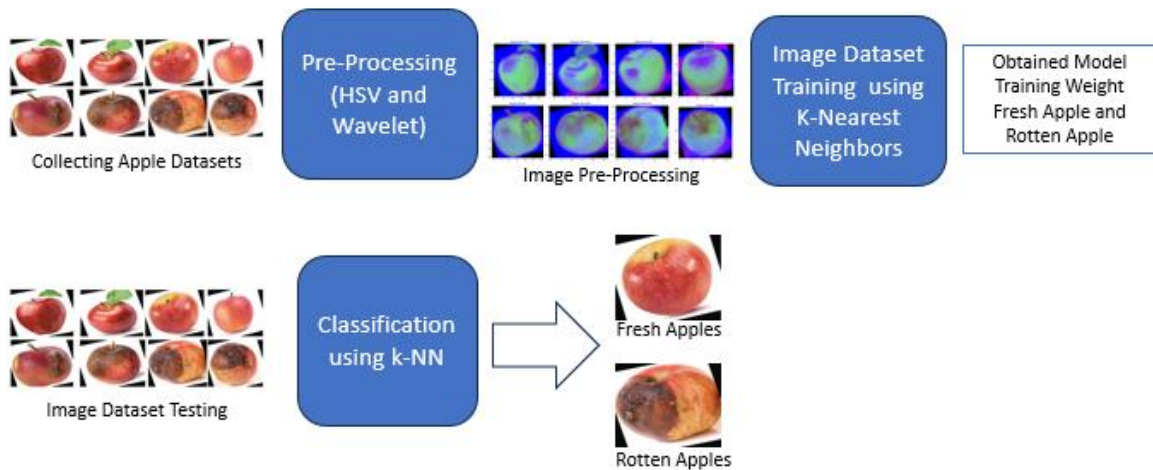 Collecting Apple Datasets
Pre-Processing
(HSV and
Wavelet)
Image Pre-Processing
Image Dataset
Training using
K-Nearest
Neighbors
Obtained Model
Training Weight
Fresh Apple and
Rotten Apple
Image Dataset Testing
Classification
using k-NN
Fresh Apples
Rotten Apples